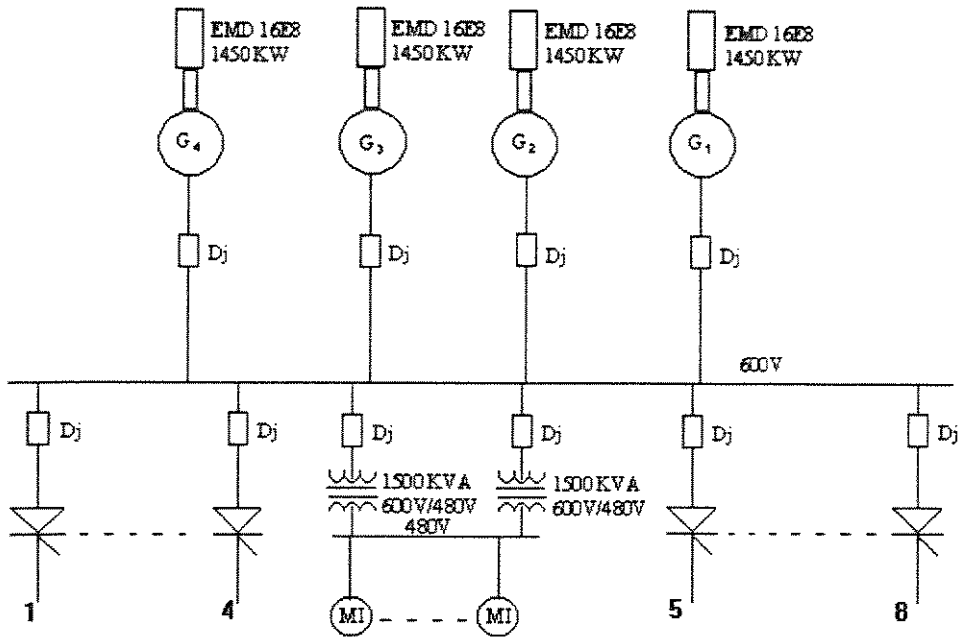 EMD 16E8
1450KW
EMD 16E8
1450KW
EMD 16E8
1450KW
EMD 16E8
1450KW
G4
G3
G2
G1
Dj
Dj
Dj
Dj
600V
Dj
Dj
Dj
Dj
Dj
Dj
1500KVA
600V/480V
480V
1500KVA
600V/480V
1
4
MI
MI
5
8